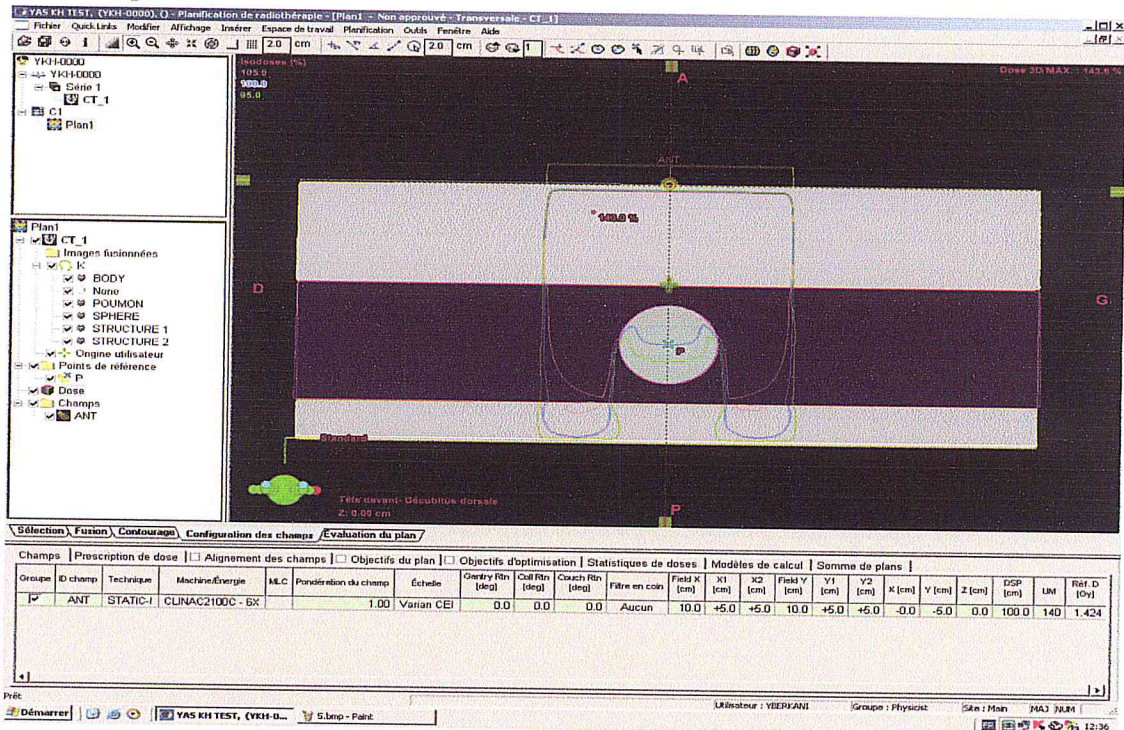 YAS KH TEST, (YKH-0000), () - Planification de radiothérapie - [Plan1 - Non approuvé - Transversale - CT_1]
Fichier QuickLinks Modifier Affichage Insérer Espace de travail Planification Outils Fenêtre Aide
2.0 cm 2.0 cm 1
YKH-0000
YKH-0000
Série 1
CT_1
C1
Plan1
Isodoses [%]
105.0
100.0
95.0
A
Dose 3D MAX. : 143.6 %
ANT
143.0 %
D
G
P
Standard
Tête devant- Décubitus dorsale
Z: 0.00 cm
P
Plan1
CT_1
Images fusionnées
K
BODY
None
POUMON
SPHERE
STRUCTURE 1
STRUCTURE 2
Origine utilisateur
Points de référence
P
Dose
Champs
ANT
Sélection Fusion Contourage Configuration des champs Évaluation du plan
Champs Prescription de dose Alignement des champs Objectifs du plan Objectifs d'optimisation Statistiques de doses Modèles de calcul Somme de plans
Groupe ID champ Technique Machine/Énergie MLC Pondération du champ Échelle Gantry Rtn [deg] Coll Rtn [deg] Couch Rtn [deg] Filtre en coin Field X [cm] X1 [cm] X2 [cm] Field Y [cm] Y1 [cm] Y2 [cm] X [cm] Y [cm] Z [cm] DSP [cm] UM Réf. D [Gy]
ANT STATIC-I CLINAC2100C - 6X 1.00 Varian CEI 0.0 0.0 0.0 Aucun 10.0 +5.0 +5.0 10.0 +5.0 +5.0 -0.0 -5.0 0.0 100.0 140 1.424
Prêt
Utilisateur : YBERKANI Groupe : Physicist Site : Main MAJ NUM
Démarrer YAS KH TEST, (YKH-0... 5.bmp - Paint FR 12:36